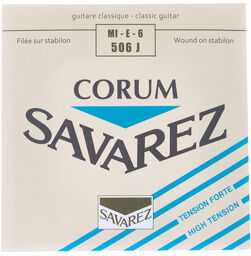 guitare classique - classic guitar
Filée sur stabilon
MI - E - 6
506 J
Wound on stabilon
CORUM
SAVAREZ
SAVAREZ
TENSION FORTE
HIGH TENSION